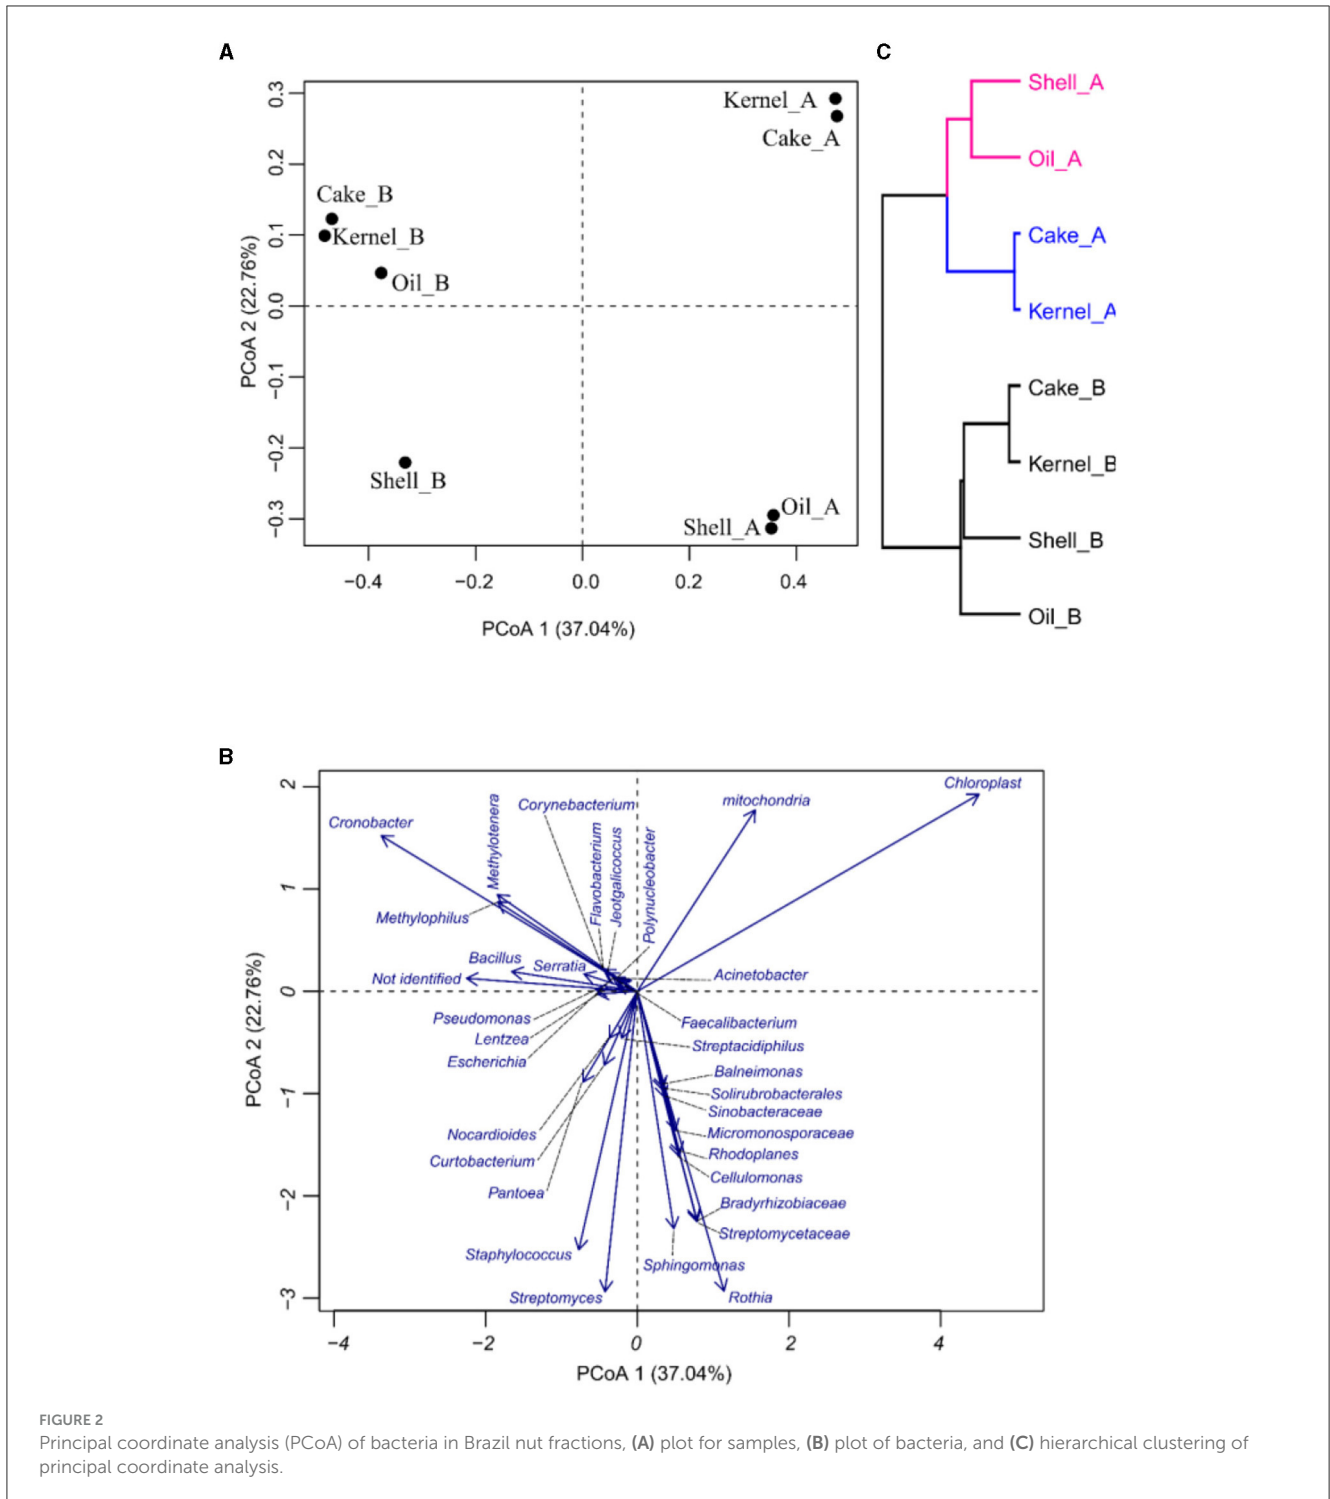 A
0.3
0.2
0.1
0.0
−0.1
−0.2
−0.3
PCoA 2 (22.76%)
Kernel_A
Cake_A
Cake_B
Kernel_B
Oil_B
Shell_B
Oil_A
Shell_A
−0.4
−0.2
0.0
0.2
0.4
PCoA 1 (37.04%)
C
Shell_A
Oil_A
Cake_A
Kernel_A
Cake_B
Kernel_B
Shell_B
Oil_B
B
2
1
0
−1
−2
−3
PCoA 2 (22.76%)
Chloroplast
mitochondria
Corynebacterium
Cronobacter
Methylotenera
Flavobacterium
Jeotgalicoccus
Polynucleobacter
Methylophilus
Bacillus
Serratia
Not identified
Acinetobacter
Pseudomonas
Faecalibacterium
Lentzea
Streptacidiphilus
Escherichia
Balneimonas
Solirubrobacterales
Sinobacteraceae
Nocardioides
Micromonosporaceae
Curtobacterium
Rhodoplanes
Cellulomonas
Pantoea
Bradyrhizobiaceae
Streptomycetaceae
Staphylococcus
Sphingomonas
Streptomyces
Rothia
−4
−2
0
2
4
PCoA 1 (37.04%)
FIGURE 2
Principal coordinate analysis (PCoA) of bacteria in Brazil nut fractions, (A) plot for samples, (B) plot of bacteria, and (C) hierarchical clustering of
principal coordinate analysis.